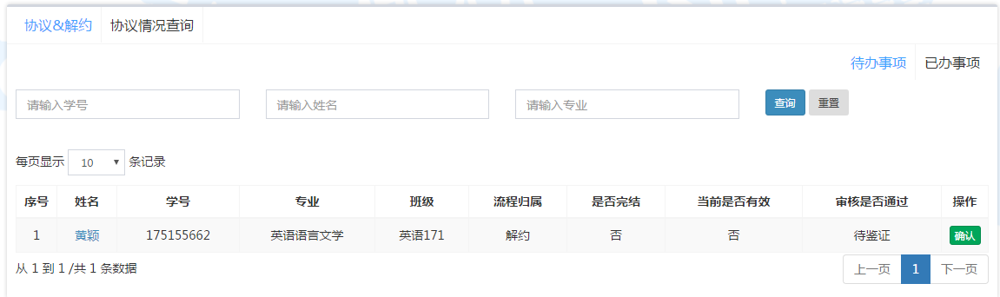 协议&解约 协议情况查询
待办事项 已办事项
请输入学号 请输入姓名 请输入专业 查询 重置
每页显示 10 条记录
序号 姓名 学号 专业 班级 流程归属 是否完结 当前是否有效 审核是否通过 操作
1 黄颖 175155662 英语语言文学 英语171 解约 否 否 待鉴证 确认
从 1 到 1 /共 1 条数据 上一页 1 下一页